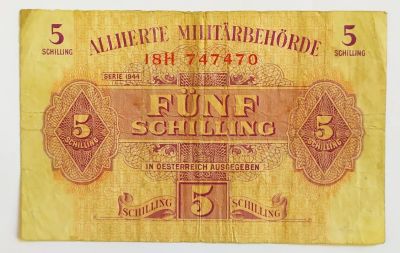 5 ALLIIERTE MILITÄRBEHÖRDE 5
SCHILLING SCHILLING
18H 747470
SERIE 1944
FÜNF
SCHILLING
5 5
SCHILLING SCHILLING
IN OESTERREICH AUSGEGEBEN
SCHILLING 5 SCHILLING